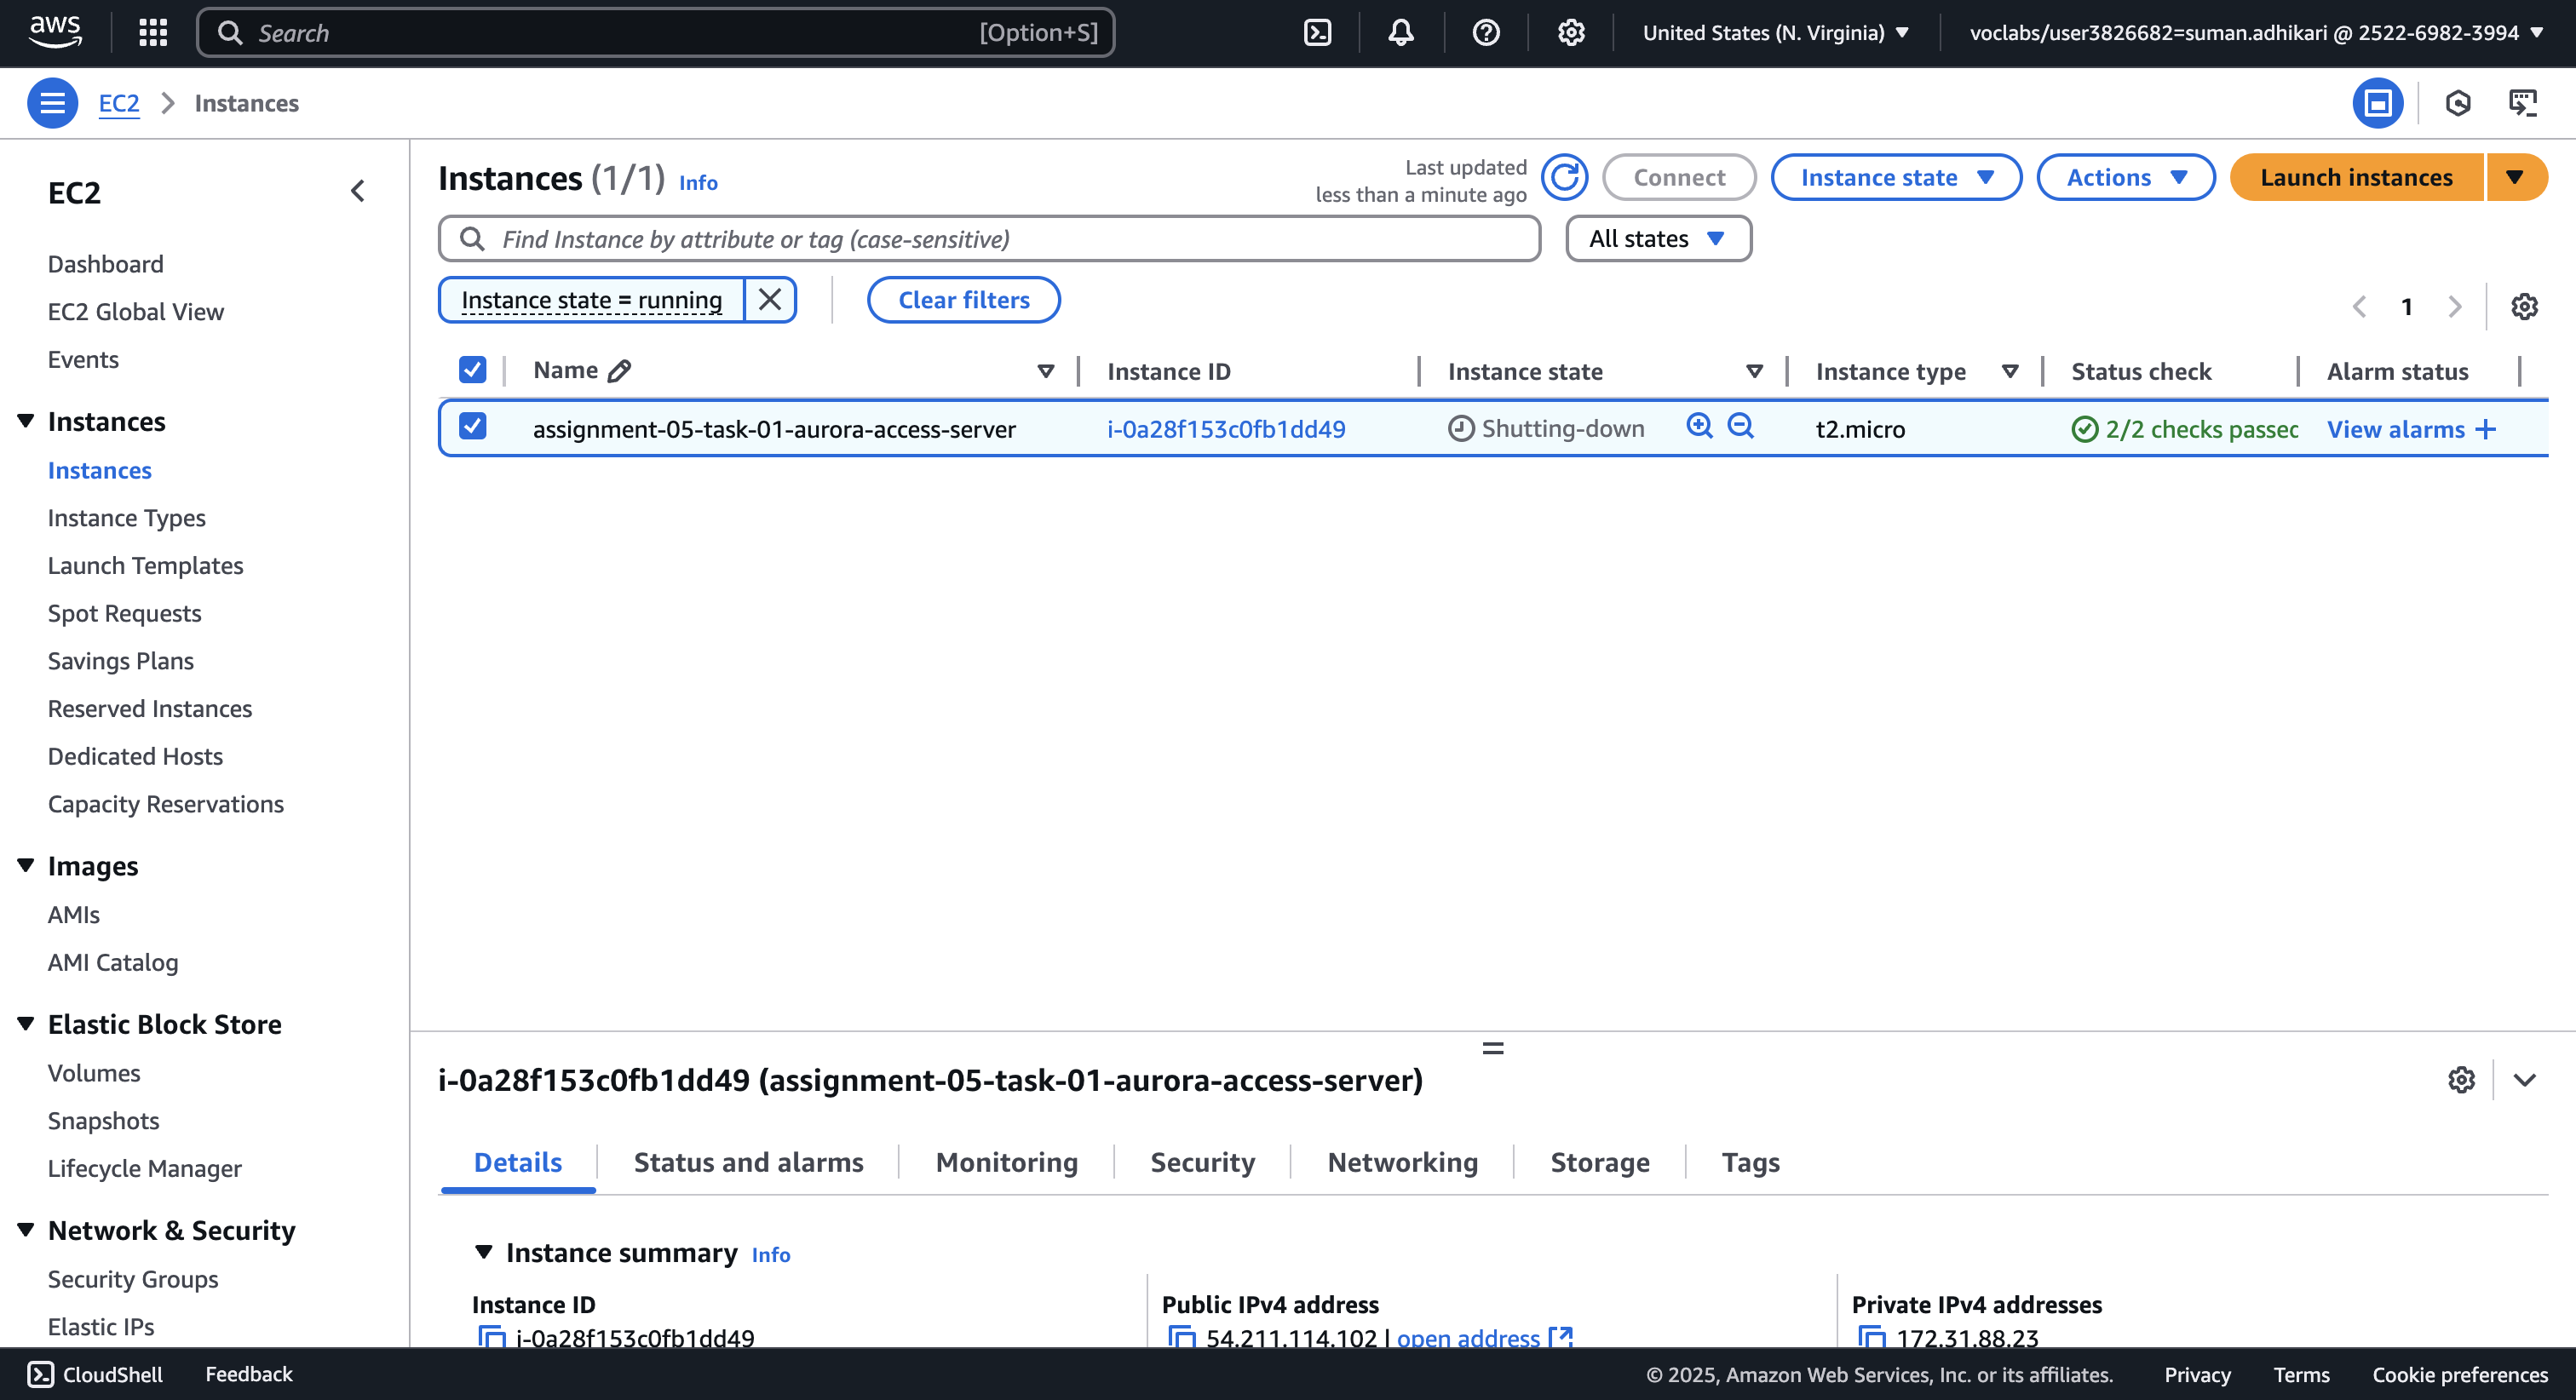 aws
Search
[Option+S]
United States (N. Virginia)
voclabs/user3826682=suman.adhikari @ 2522-6982-3994
EC2
Instances
EC2
Dashboard
EC2 Global View
Events
Instances
Instances
Instance Types
Launch Templates
Spot Requests
Savings Plans
Reserved Instances
Dedicated Hosts
Capacity Reservations
Images
AMIs
AMI Catalog
Elastic Block Store
Volumes
Snapshots
Lifecycle Manager
Network & Security
Security Groups
Elastic IPs
Instances (1/1) Info
Last updated
less than a minute ago
Connect
Instance state
Actions
Launch instances
Find Instance by attribute or tag (case-sensitive)
All states
Instance state = running
Clear filters
1
Name Instance ID Instance state Instance type Status check Alarm status
assignment-05-task-01-aurora-access-server i-0a28f153c0fb1dd49 Shutting-down t2.micro 2/2 checks passec View alarms
i-0a28f153c0fb1dd49 (assignment-05-task-01-aurora-access-server)
Details Status and alarms Monitoring Security Networking Storage Tags
Instance summary Info
Instance ID
i-0a28f153c0fb1dd49
Public IPv4 address
54.211.114.102 | open address
Private IPv4 addresses
172.31.88.23
CloudShell
Feedback
© 2025, Amazon Web Services, Inc. or its affiliates.
Privacy
Terms
Cookie preferences